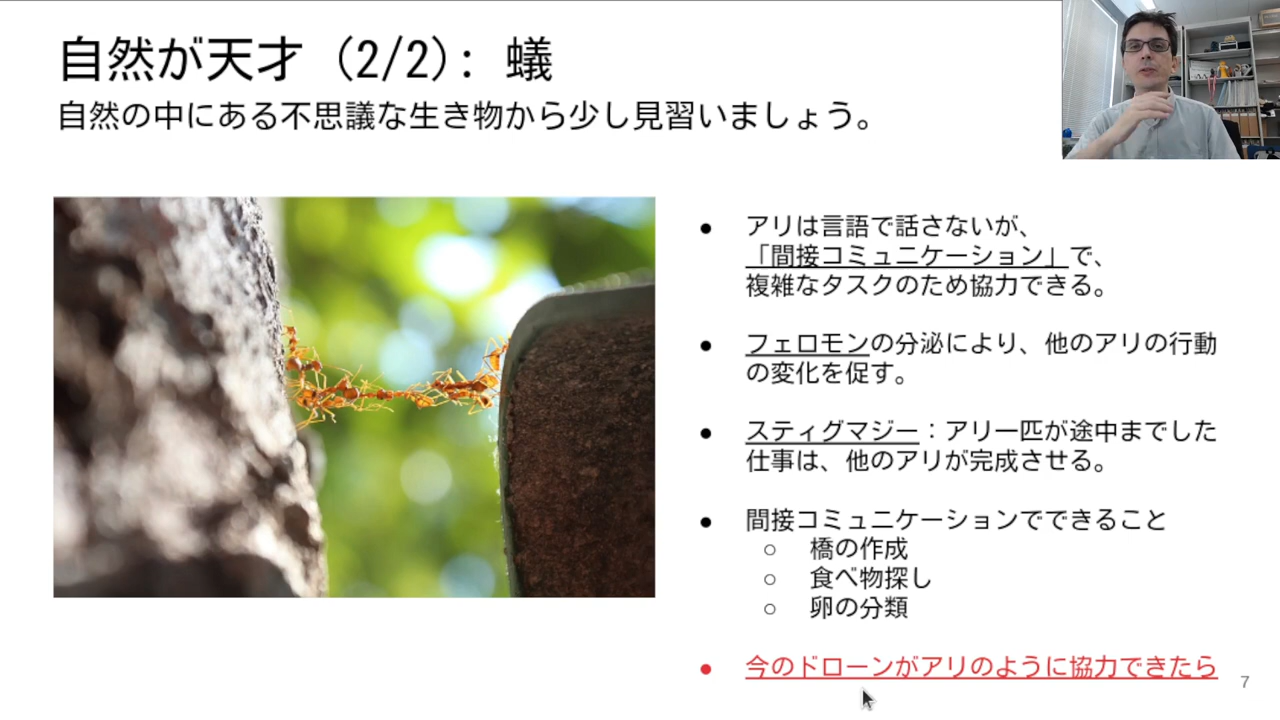 自然が天才（2/2）：蟻
自然の中にある不思議な生き物から少し見習いましょう。
● アリは言語で話さないが、
「間接コミュニケーション」で、
複雑なタスクのため協力できる。
● フェロモンの分泌により、他のアリの行動
の変化を促す。
● スティグマジー：アリ一匹が途中までした
仕事は、他のアリが完成させる。
● 間接コミュニケーションでできること
○ 橋の作成
○ 食べ物探し
○ 卵の分類
● 今のドローンがアリのように協力できたら
7